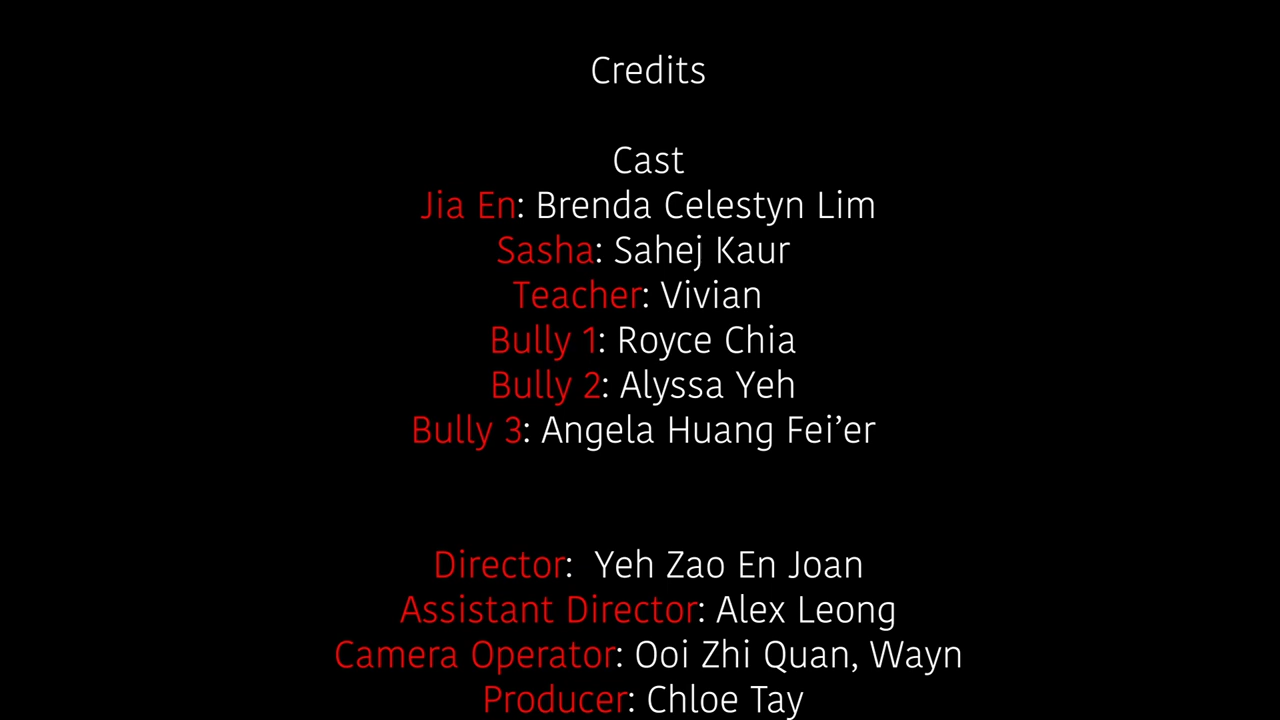 Credits
Cast
Jia En: Brenda Celestyn Lim
Sasha: Sahej Kaur
Teacher: Vivian
Bully 1: Royce Chia
Bully 2: Alyssa Yeh
Bully 3: Angela Huang Fei’er
Director:  Yeh Zao En Joan
Assistant Director: Alex Leong
Camera Operator: Ooi Zhi Quan, Wayn
Producer: Chloe Tay